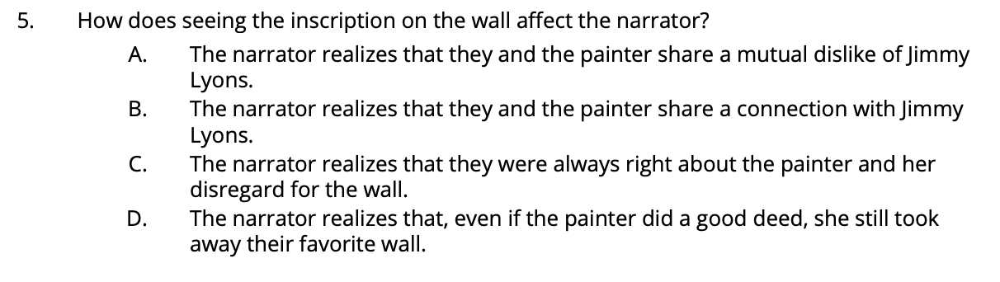 5. How does seeing the inscription on the wall affect the narrator?
A. The narrator realizes that they and the painter share a mutual dislike of Jimmy
Lyons.
B. The narrator realizes that they and the painter share a connection with Jimmy
Lyons.
C. The narrator realizes that they were always right about the painter and her
disregard for the wall.
D. The narrator realizes that, even if the painter did a good deed, she still took
away their favorite wall.